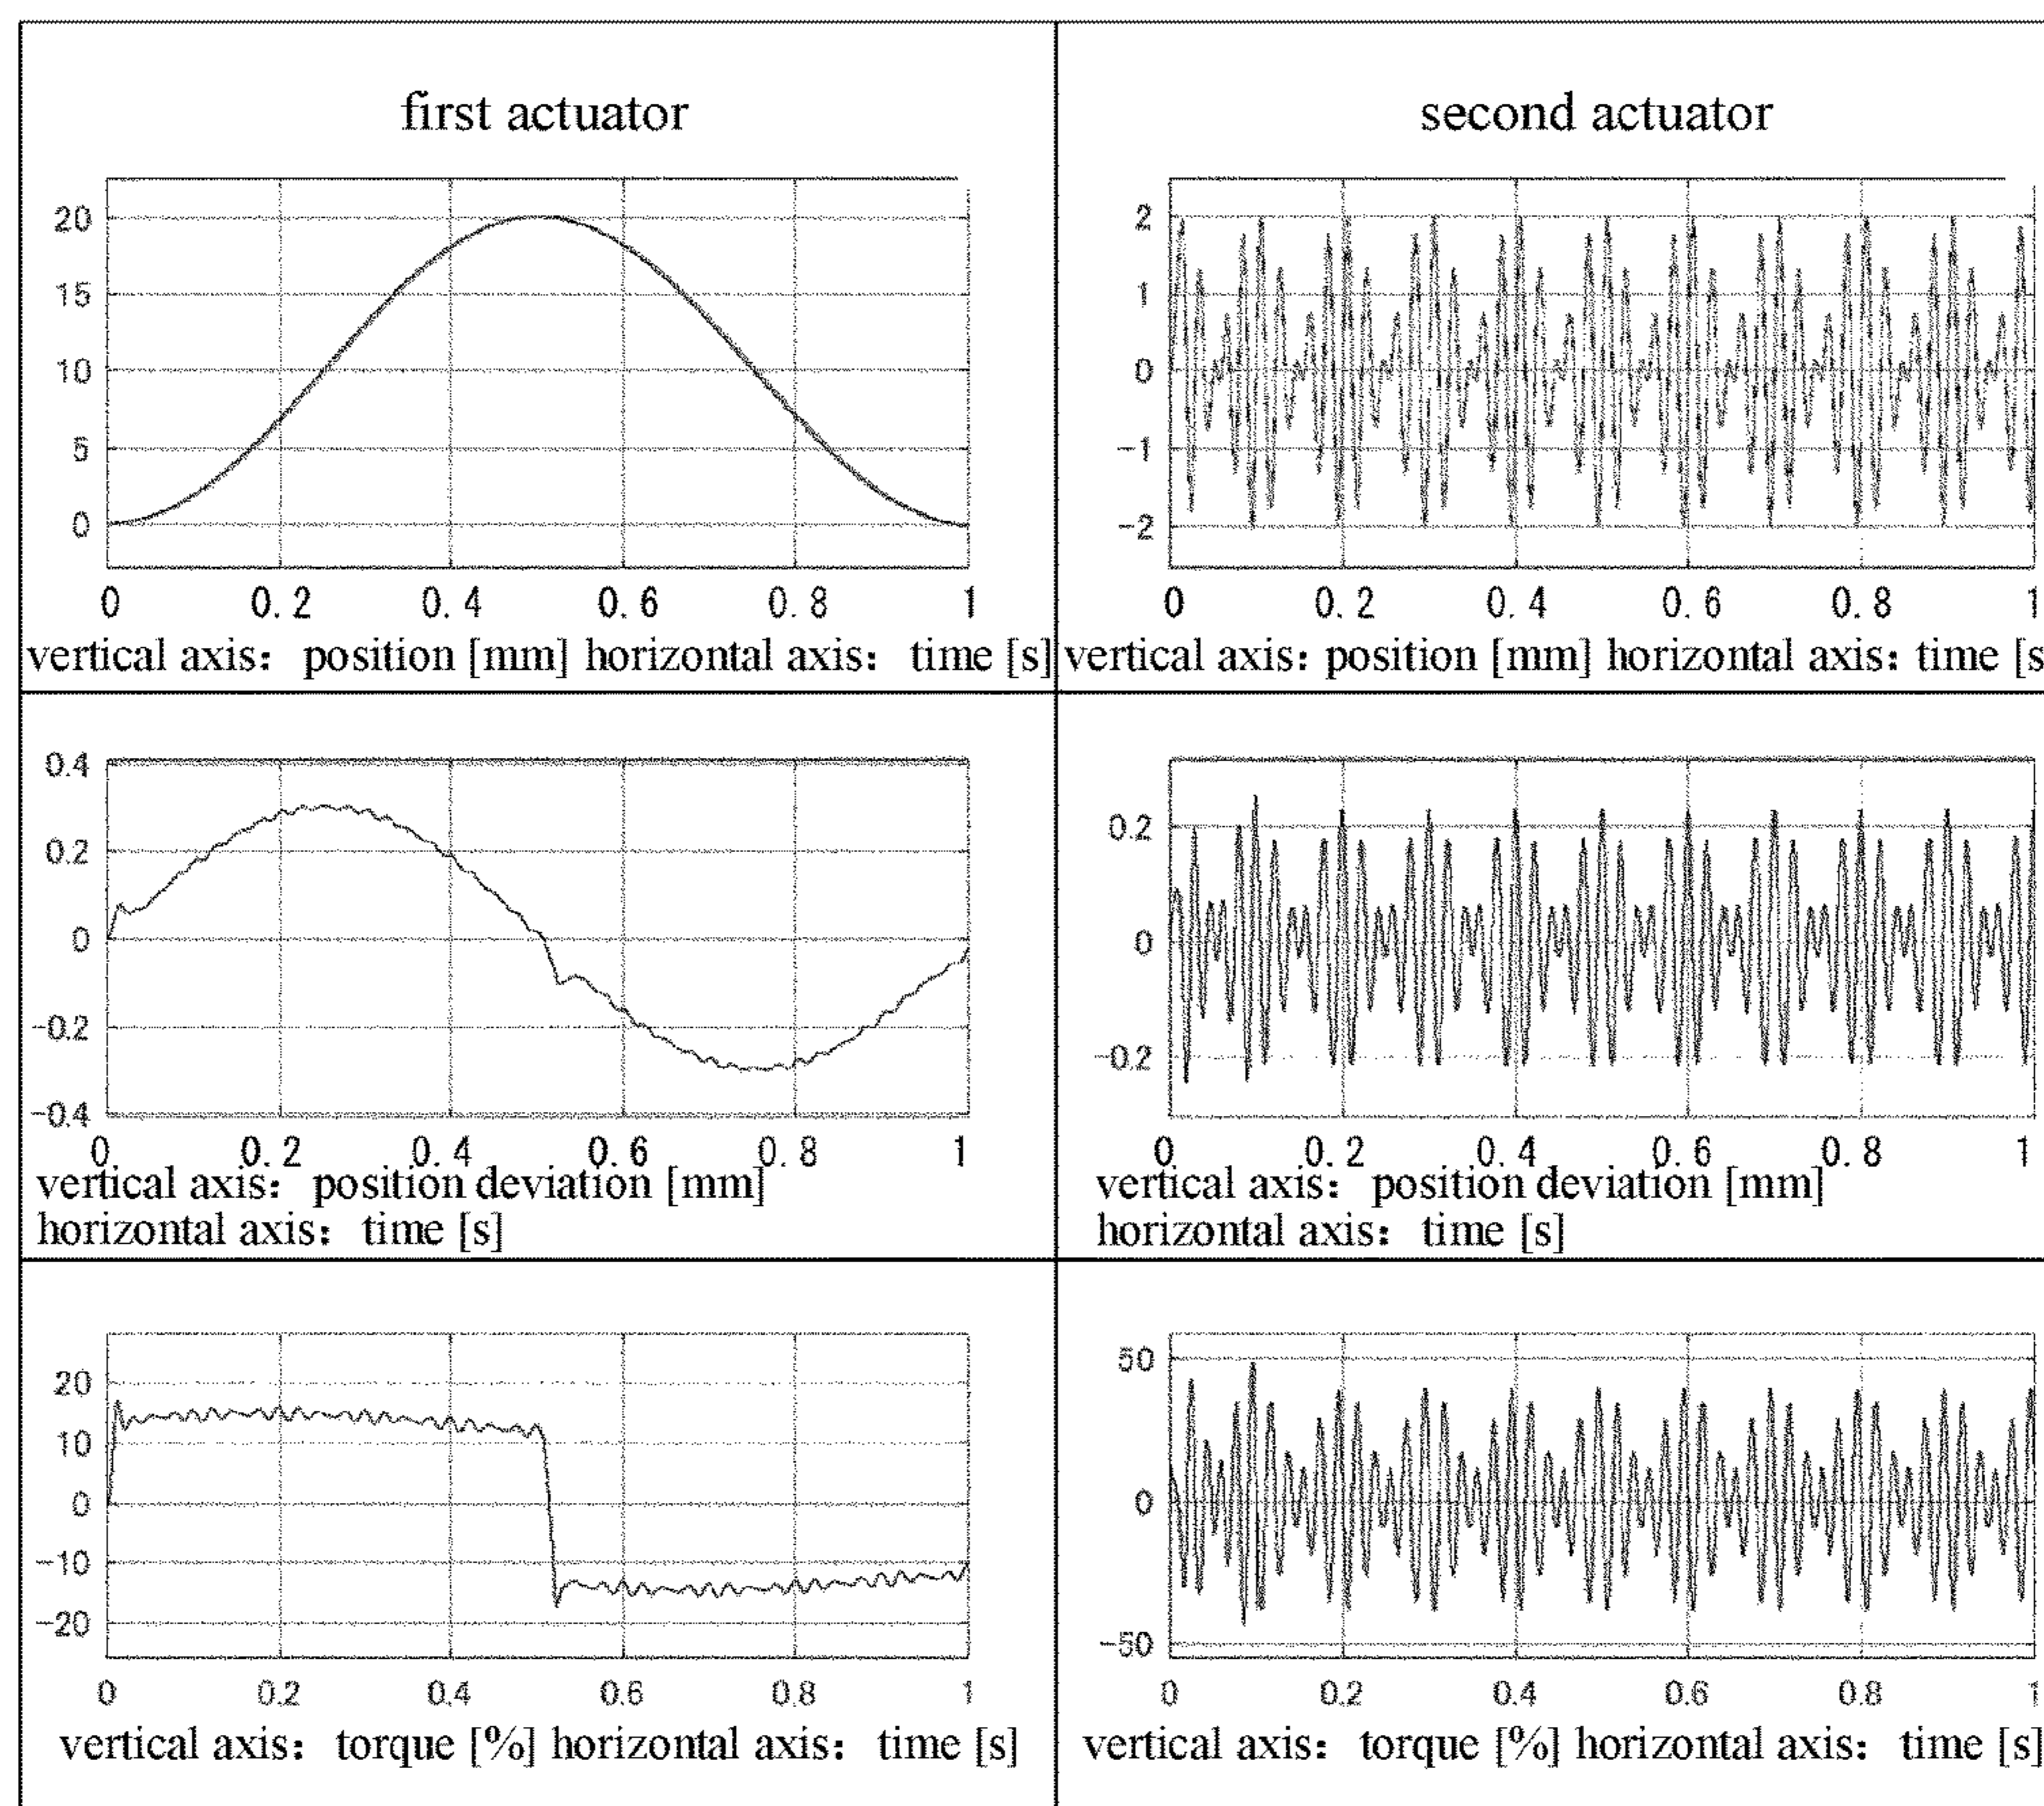 first actuator
20
15
10
5
0
0 0.2 0.4 0.6 0.8 1
vertical axis: position [mm] horizontal axis: time [s]
second actuator
2
1
0
-1
-2
0 0.2 0.4 0.6 0.8 1
vertical axis: position [mm] horizontal axis: time [s
0.4
0.2
0
-0.2
-0.4
0 0.2 0.4 0.6 0.8 1
vertical axis: position deviation [mm]
horizontal axis: time [s]
0.2
0
-0.2
0 0.2 0.4 0.6 0.8 1
vertical axis: position deviation [mm]
horizontal axis: time [s]
20
10
0
-10
-20
0 0.2 0.4 0.6 0.8 1
vertical axis: torque [%] horizontal axis: time [s]
50
0
-50
0 0.2 0.4 0.6 0.8 1
vertical axis: torque [%] horizontal axis: time [s]